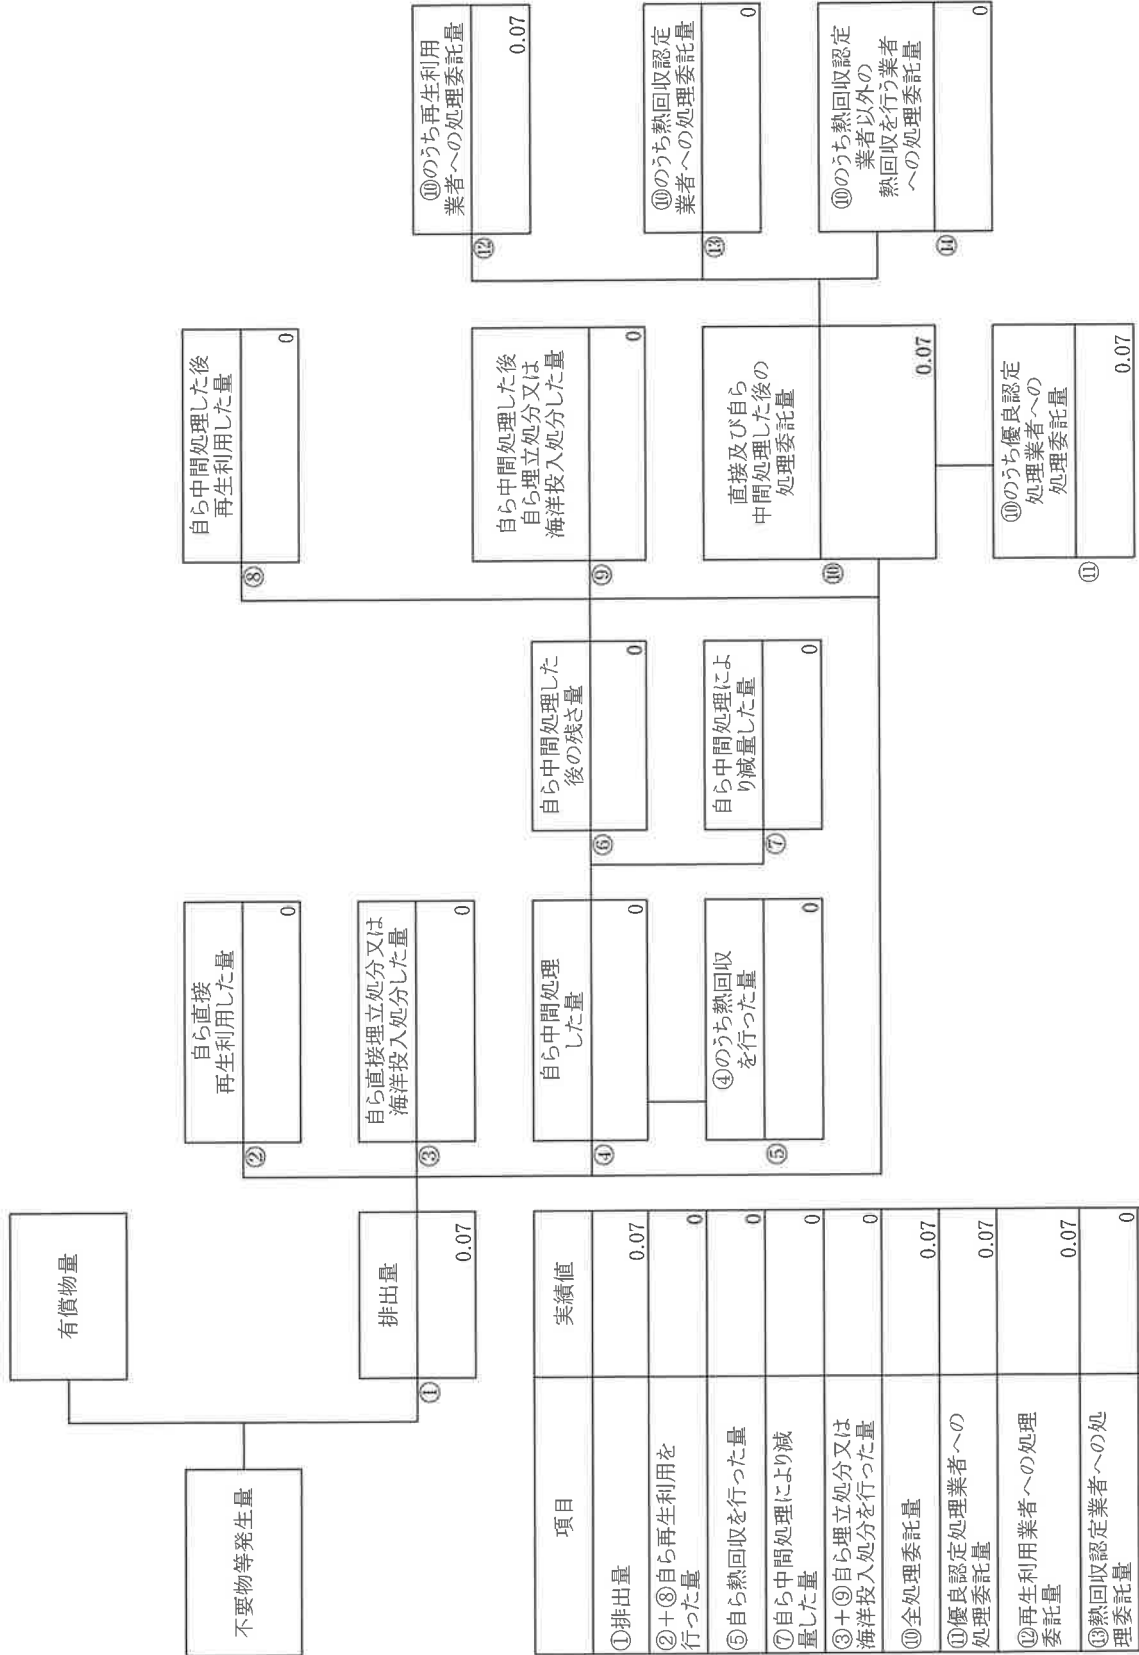 不要物等発生量
有償物量
①
排出量
0.07
②
自ら直接
再生利用した量
0
③
自ら直接埋立処分又は
海洋投入処分した量
0
④
自ら中間処理
した量
0
⑤
④のうち熱回収
を行った量
0
⑥
自ら中間処理した
後の残さ量
0
⑦
自ら中間処理によ
り減量した量
0
⑧
自ら中間処理した後
再生利用した量
0
⑨
自ら中間処理した後
自ら埋立処分又は
海洋投入処分した量
0
⑩
直接及び自ら
中間処理した後の
処理委託量
0.07
⑪
⑩のうち優良認定
処理業者への
処理委託量
0.07
⑫
⑩のうち再生利用
業者への処理委託量
0.07
⑬
⑩のうち熱回収認定
業者への処理委託量
0
⑭
⑩のうち熱回収認定
業者以外の
熱回収を行う業者
への処理委託量
0
項目 実績値
①排出量 0.07
②+⑧自ら再生利用を
行った量 0
⑤自ら熱回収を行った量 0
⑦自ら中間処理により減
量した量 0
③+⑨自ら埋立処分又は
海洋投入処分を行った量 0
⑩全処理委託量 0.07
⑪優良認定処理業者への
処理委託量 0.07
⑫再生利用業者への処理
委託量 0.07
⑬熱回収認定業者への処
理委託量 0